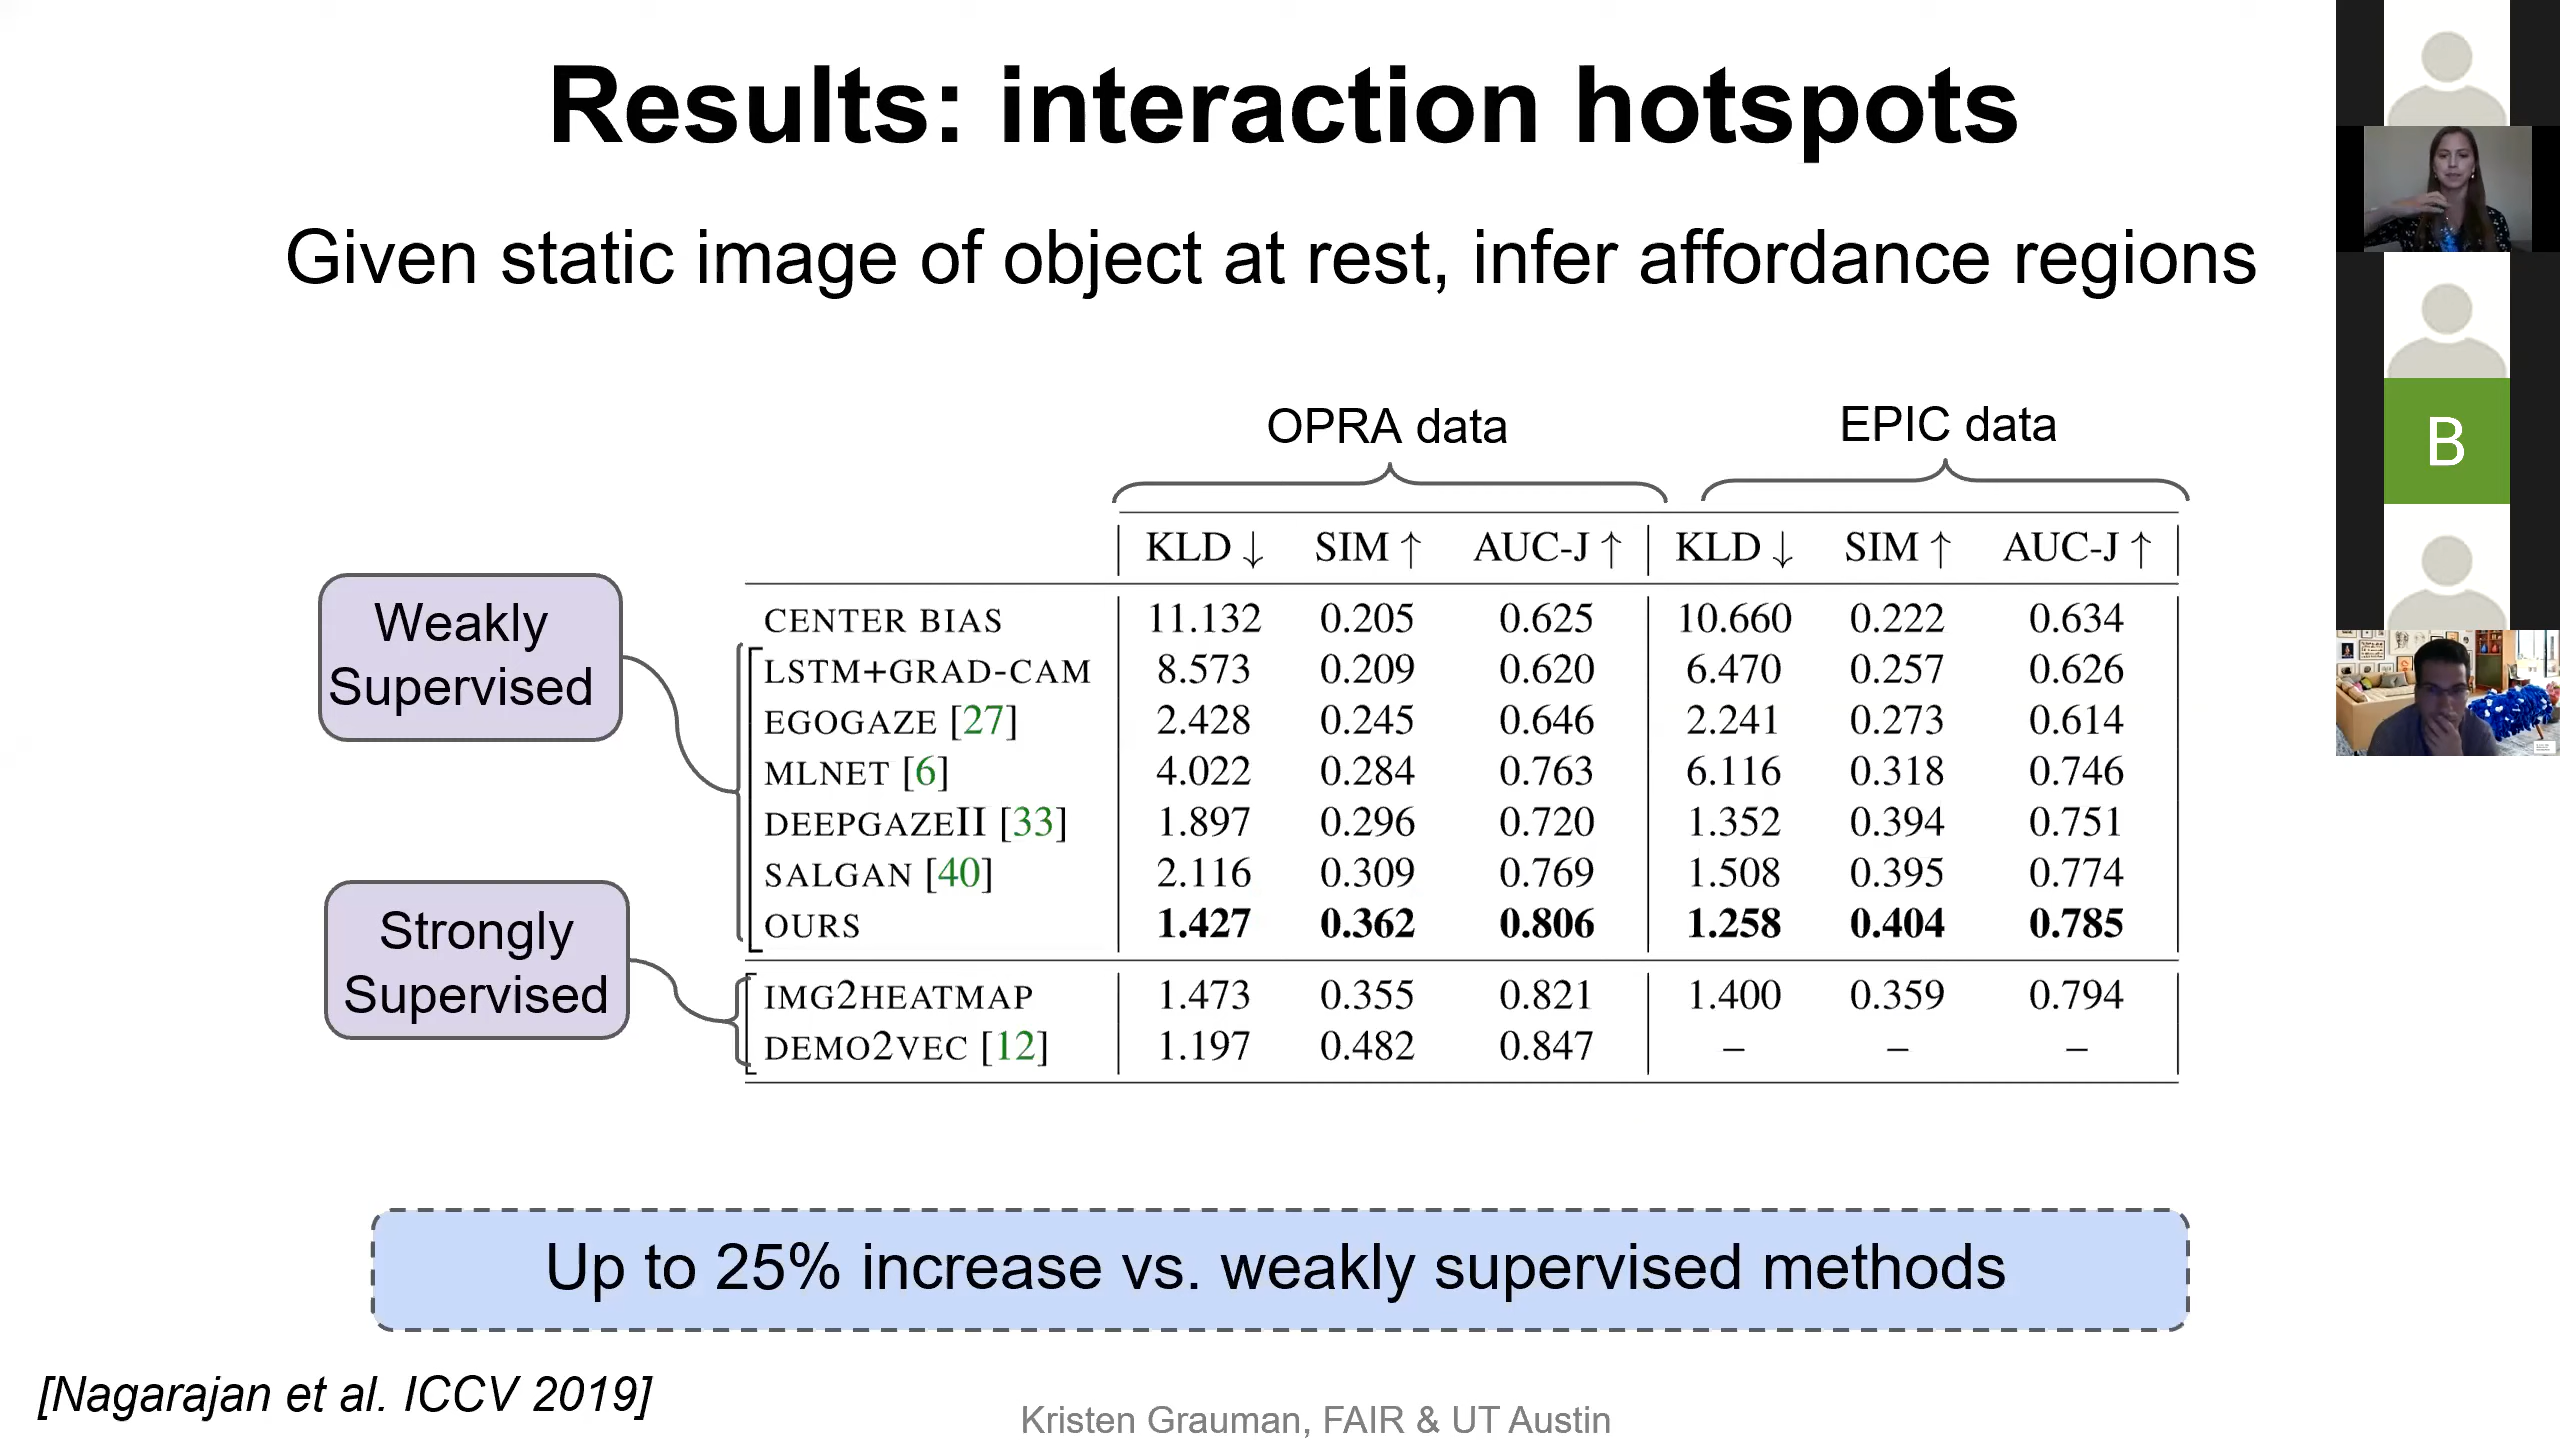 Results: interaction hotspots
Given static image of object at rest, infer affordance regions
OPRA data EPIC data
KLD ↓ SIM ↑ AUC-J ↑ KLD ↓ SIM ↑ AUC-J ↑
CENTER BIAS 11.132 0.205 0.625 10.660 0.222 0.634
LSTM+GRAD-CAM 8.573 0.209 0.620 6.470 0.257 0.626
EGOGAZE [27] 2.428 0.245 0.646 2.241 0.273 0.614
MLNET [6] 4.022 0.284 0.763 6.116 0.318 0.746
DEEPGAZEII [33] 1.897 0.296 0.720 1.352 0.394 0.751
SALGAN [40] 2.116 0.309 0.769 1.508 0.395 0.774
OURS 1.427 0.362 0.806 1.258 0.404 0.785
IMG2HEATMAP 1.473 0.355 0.821 1.400 0.359 0.794
DEMO2VEC [12] 1.197 0.482 0.847 – – –
Weakly
Supervised
Strongly
Supervised
Up to 25% increase vs. weakly supervised methods
[Nagarajan et al. ICCV 2019]
Kristen Grauman, FAIR & UT Austin
B